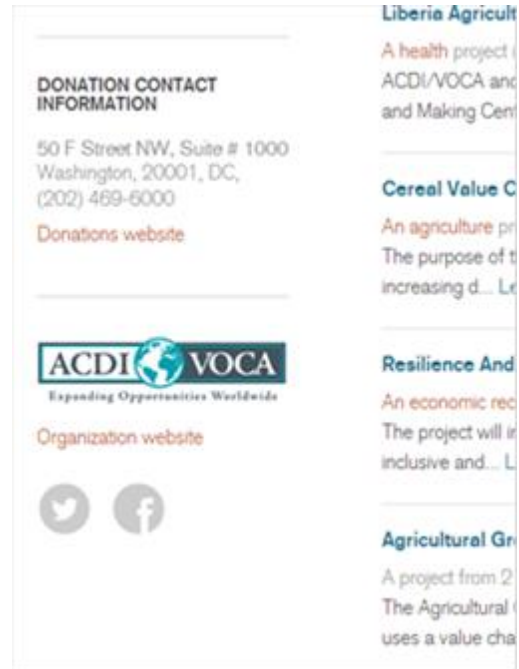 DONATION CONTACT
INFORMATION
50 F Street NW, Suite # 1000
Washington, 20001, DC,
(202) 469-6000
Donations website
ACDI VOCA
Expanding Opportunities Worldwide
Organization website
Liberia Agricult
A health project i
ACDI/VOCA and
and Making Cent
Cereal Value C
An agriculture pr
The purpose of t
increasing d... Le
Resilience And
An economic rec
The project will i
inclusive and... L
Agricultural Gr
A project from 2
The Agricultural
uses a value cha